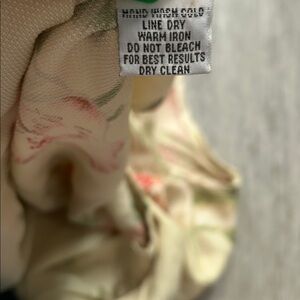 HAND WASH COLD
LINE DRY
WARM IRON
DO NOT BLEACH
FOR BEST RESULTS
DRY CLEAN